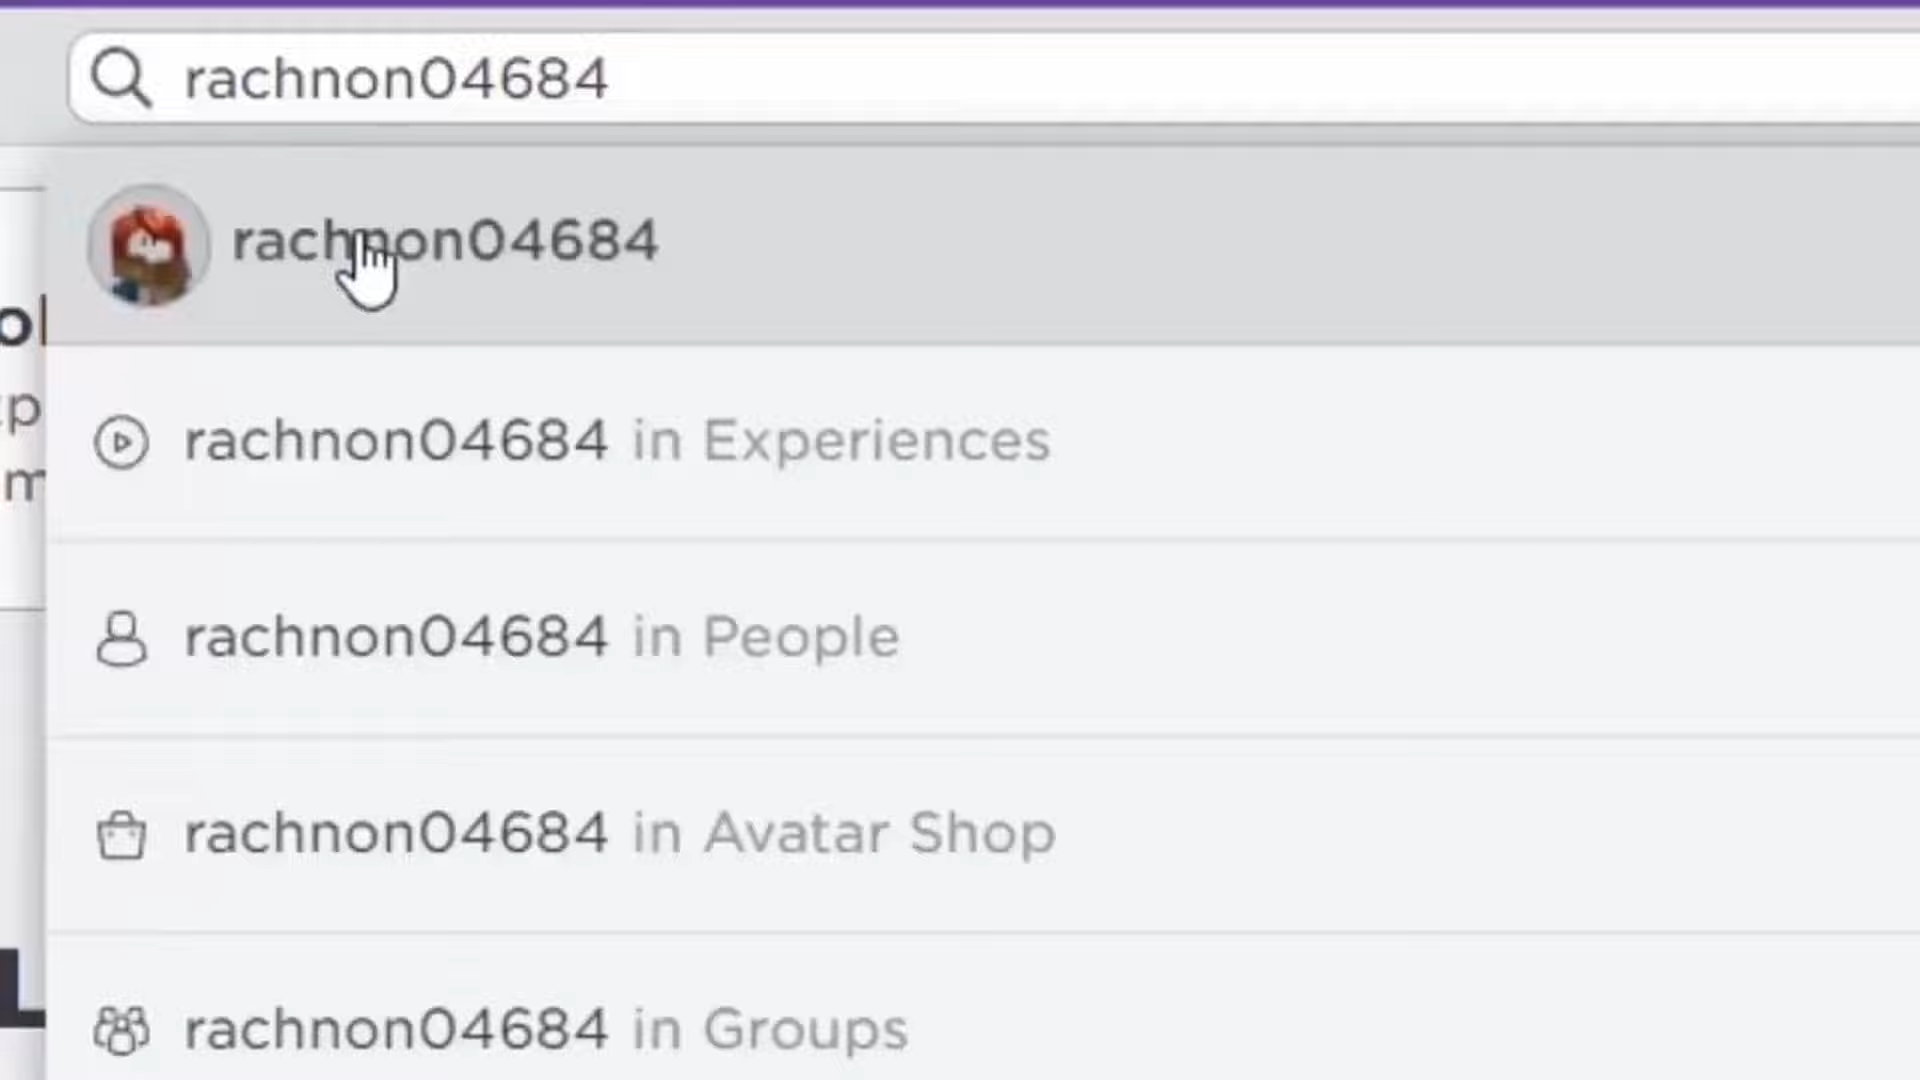 rachnon04684
rachnon04684
rachnon04684 in Experiences
rachnon04684 in People
rachnon04684 in Avatar Shop
rachnon04684 in Groups